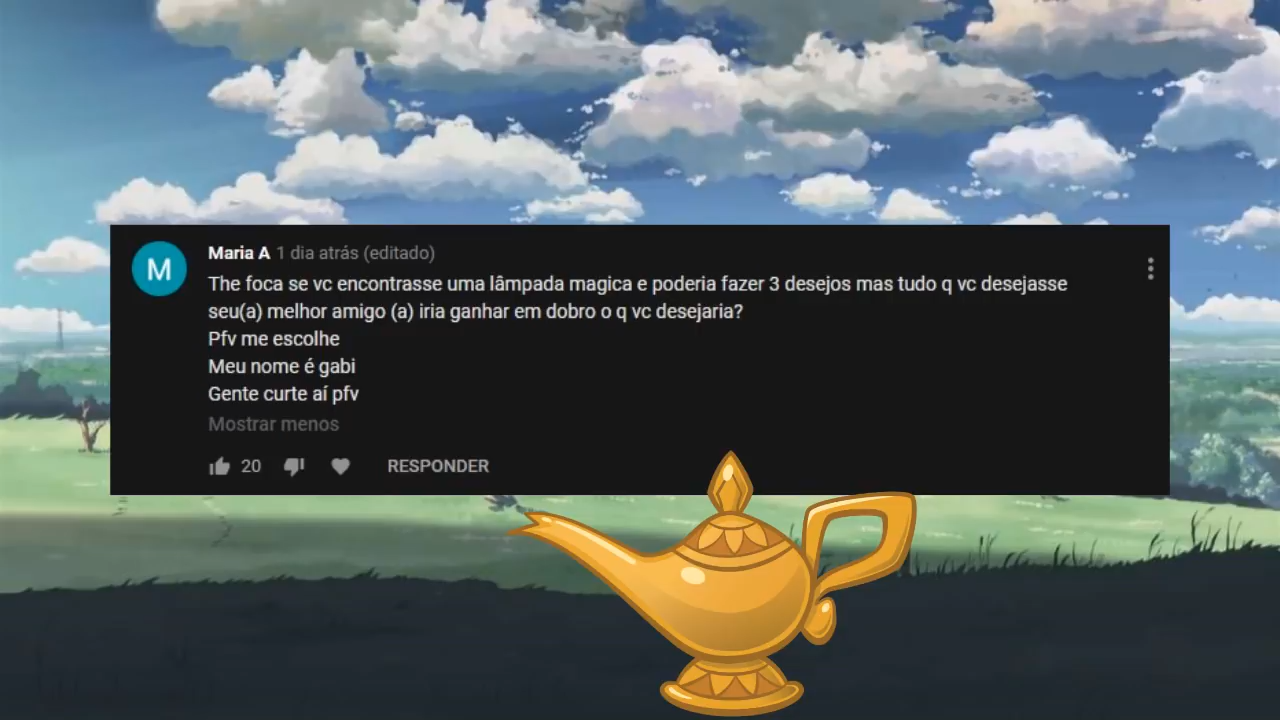 M
Maria A 1 dia atrás (editado)
The foca se vc encontrasse uma lâmpada magica e poderia fazer 3 desejos mas tudo q vc desejasse
seu(a) melhor amigo (a) iria ganhar em dobro o q vc desejaria?
Pfv me escolhe
Meu nome é gabi
Gente curte aí pfv
Mostrar menos
20 RESPONDER